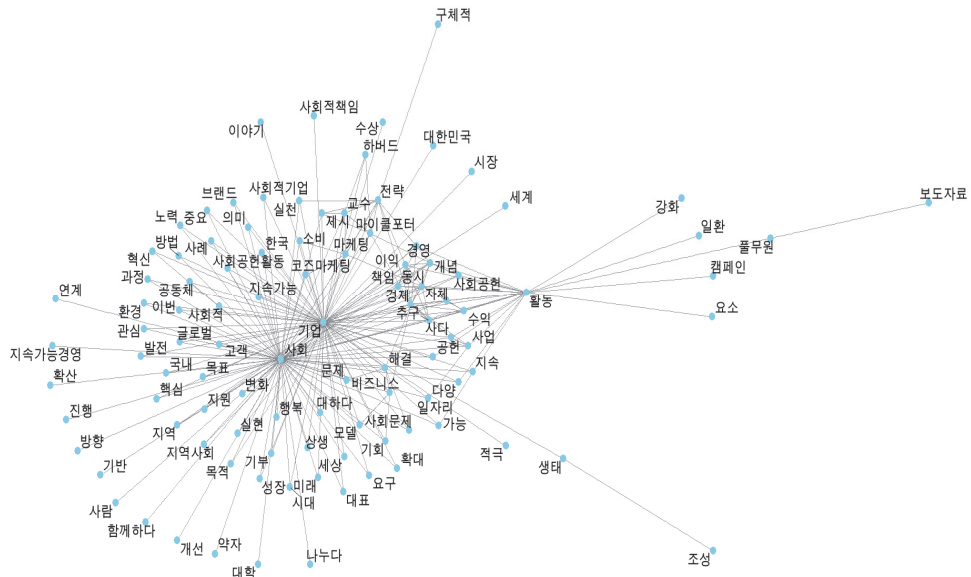 구체적
사회적책임
수상
이야기
하버드
대한민국
시장
브랜드
사회적기업
전략
세계
보도자료
노력
중요
의미
실천
교수
제시
마이클포터
강화
일환
풀무원
방법
사례
한국
소비
마케팅
경영
혁신
사회공헌활동
코즈마케팅
이익
개념
캠페인
과정
공동체
지속가능
책임
동시
사회공헌
연계
환경
이번
사회적
경제
자체
활동
요소
관심
글로벌
기업
추구
사다
수익
지속가능경영
발전
고객
사회
공헌
사업
확산
국내
목표
문제
해결
지속
핵심
변화
비즈니스
다양
진행
지원
행복
대하다
일자리
방향
지역
실현
상생
모델
사회문제
가능
기반
지역사회
목적
기부
세상
기회
확대
적극
생태
사람
성장
미래
시대
대표
요구
함께하다
개선
약자
나누다
조성
대학